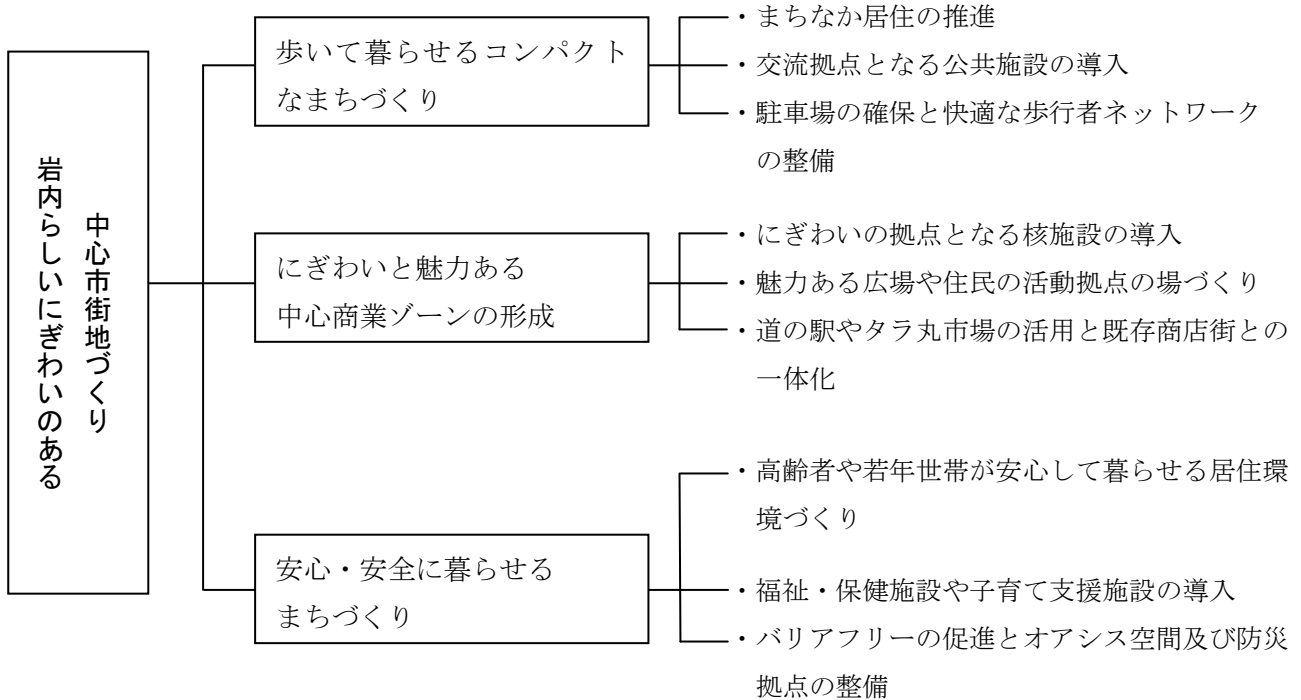 岩内らしいにぎわいのある
中心市街地づくり
歩いて暮らせるコンパクト
なまちづくり
・まちなか居住の推進
・交流拠点となる公共施設の導入
・駐車場の確保と快適な歩行者ネットワーク
の整備
にぎわいと魅力ある
中心商業ゾーンの形成
・にぎわいの拠点となる核施設の導入
・魅力ある広場や住民の活動拠点の場づくり
・道の駅やタラ丸市場の活用と既存商店街との
一体化
安心・安全に暮らせる
まちづくり
・高齢者や若年世帯が安心して暮らせる居住環
境づくり
・福祉・保健施設や子育て支援施設の導入
・バリアフリーの促進とオアシス空間及び防災
拠点の整備